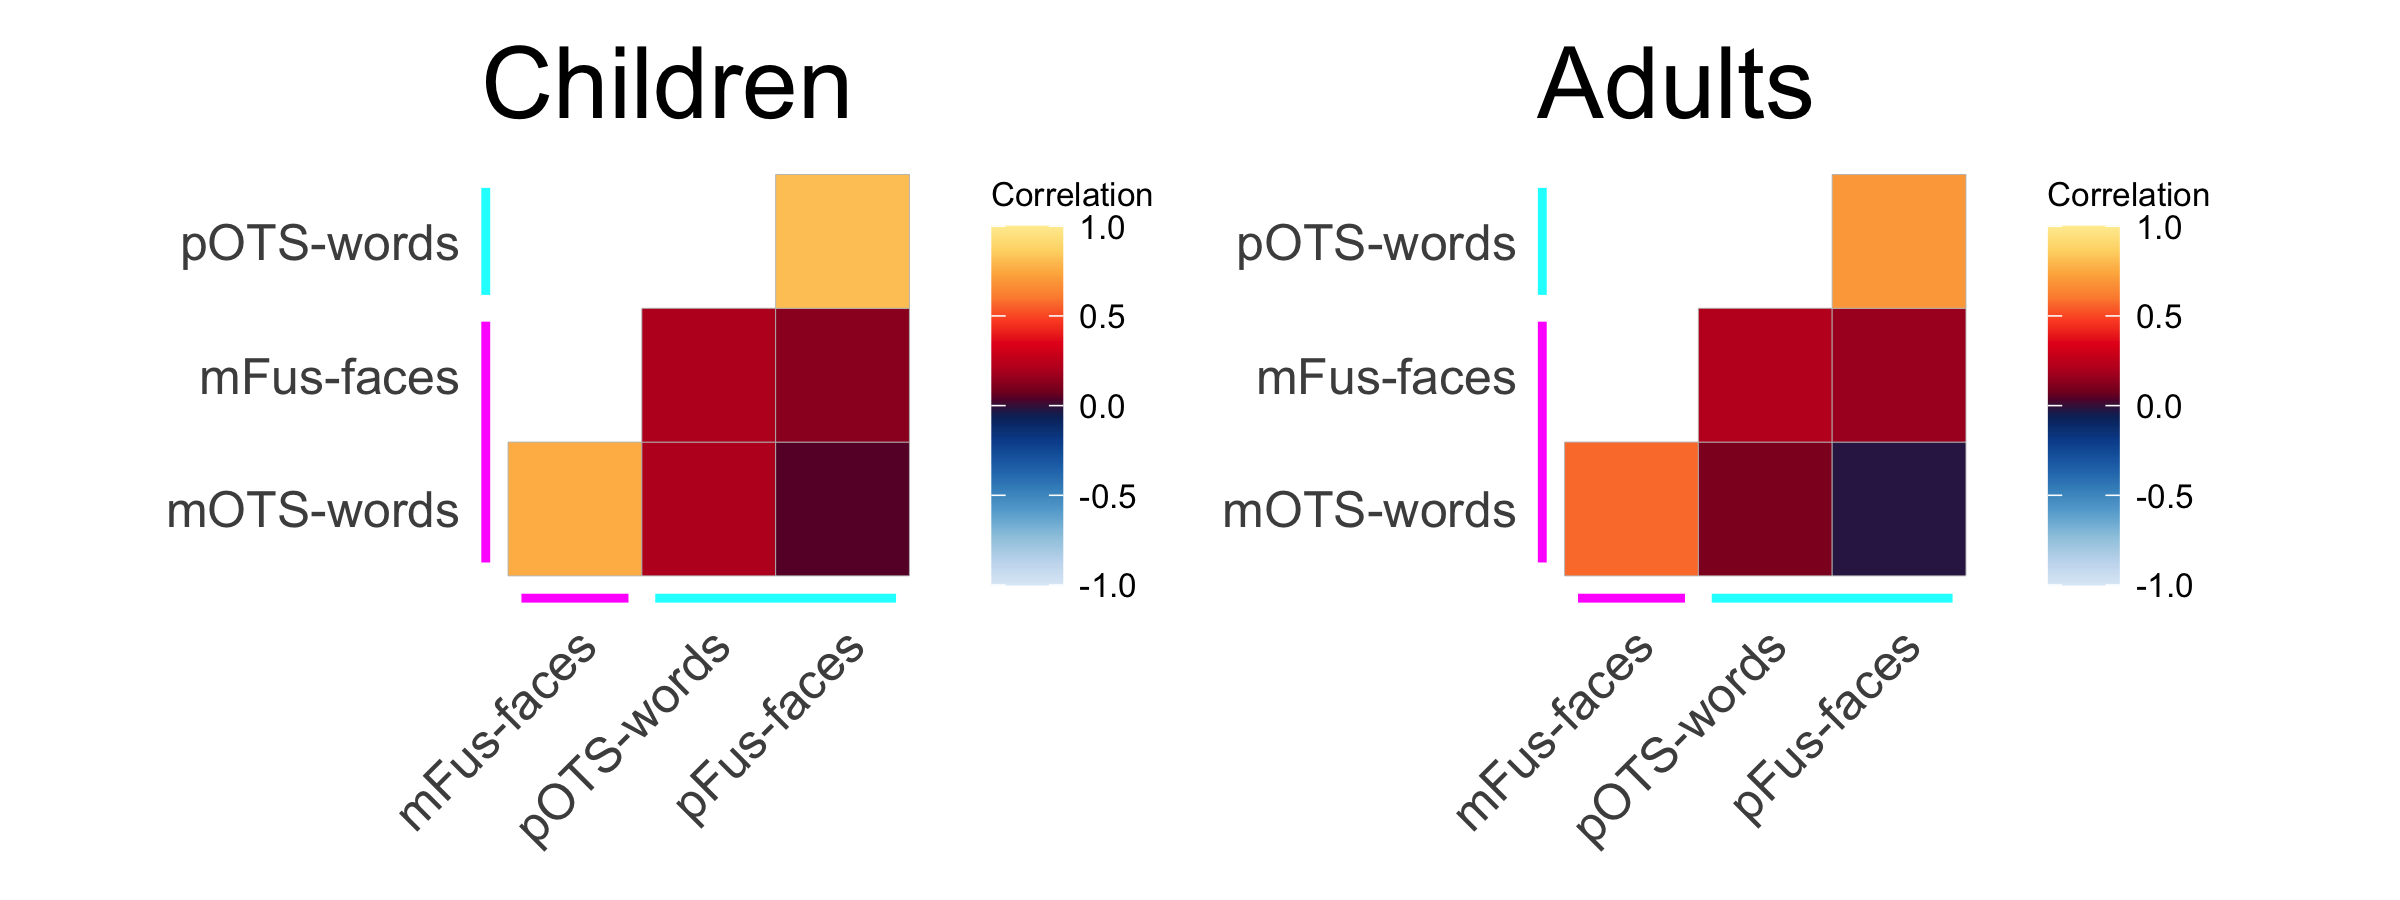 Children
pOTS-words
mFus-faces
mOTS-words
mFus-faces
pOTS-words
pFus-faces
Correlation
1.0
0.5
0.0
-0.5
-1.0
Adults
pOTS-words
mFus-faces
mOTS-words
mFus-faces
pOTS-words
pFus-faces
Correlation
1.0
0.5
0.0
-0.5
-1.0